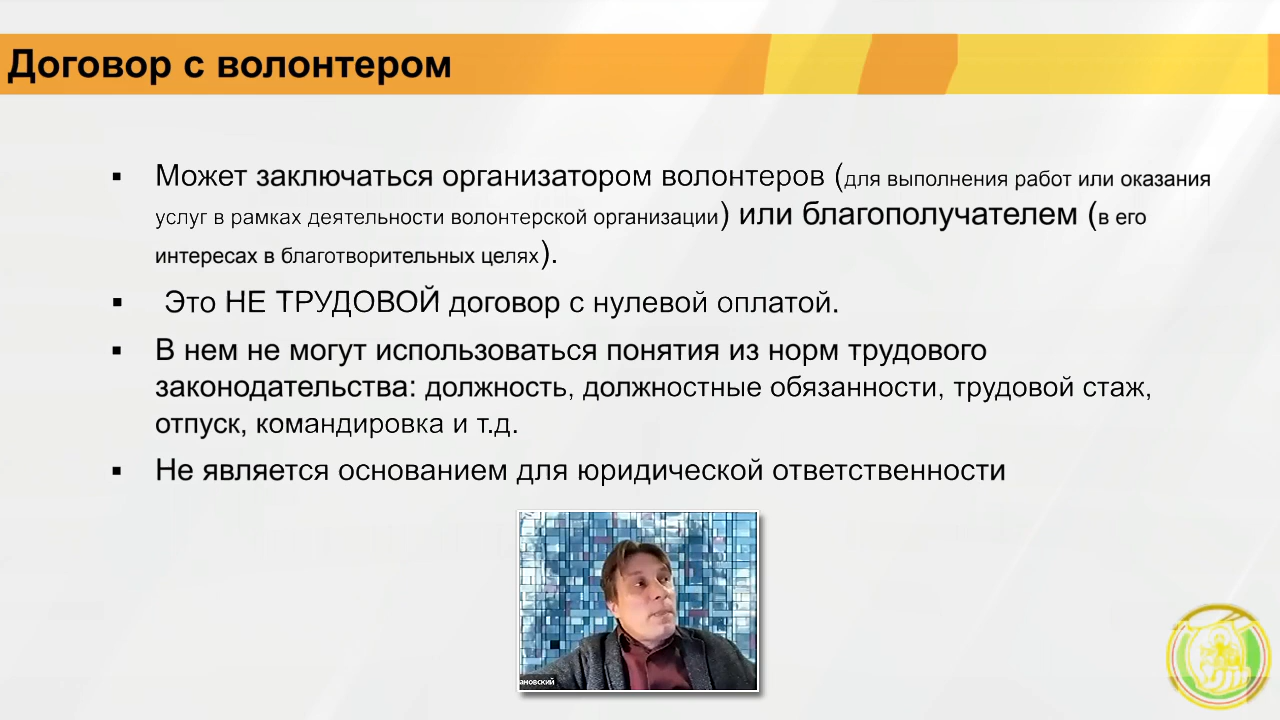 Договор с волонтером
▪ Может заключаться организатором волонтеров (для выполнения работ или оказания
услуг в рамках деятельности волонтерской организации) или благополучателем (в его
интересах в благотворительных целях).
▪ Это НЕ ТРУДОВОЙ договор с нулевой оплатой.
▪ В нем не могут использоваться понятия из норм трудового
законодательства: должность, должностные обязанности, трудовой стаж,
отпуск, командировка и т.д.
▪ Не является основанием для юридической ответственности
ановский